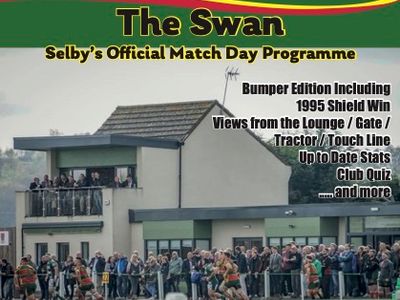 The Swan
Selby's Official Match Day Programme
Bumper Edition Including
1995 Shield Win
Views from the Lounge / Gate /
Tractor / Touch Line
Up to Date Stats
Club Quiz
..... and more